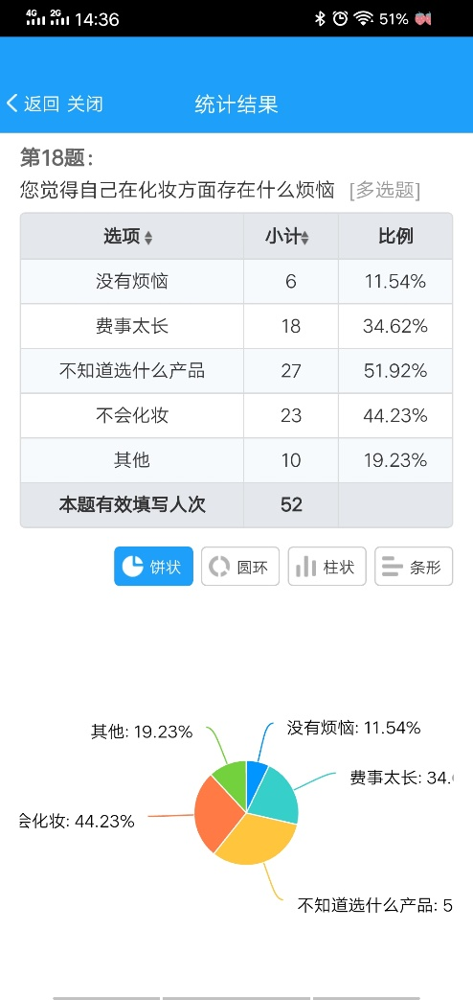 4G 2G 14:36 51%
返回 关闭 统计结果
第18题：
您觉得自己在化妆方面存在什么烦恼 [多选题]
选项 小计 比例
没有烦恼 6 11.54%
费事太长 18 34.62%
不知道选什么产品 27 51.92%
不会化妆 23 44.23%
其他 10 19.23%
本题有效填写人次 52
饼状 圆环 柱状 条形
其他: 19.23% 没有烦恼: 11.54%
费事太长: 34.
会化妆: 44.23%
不知道选什么产品: 5